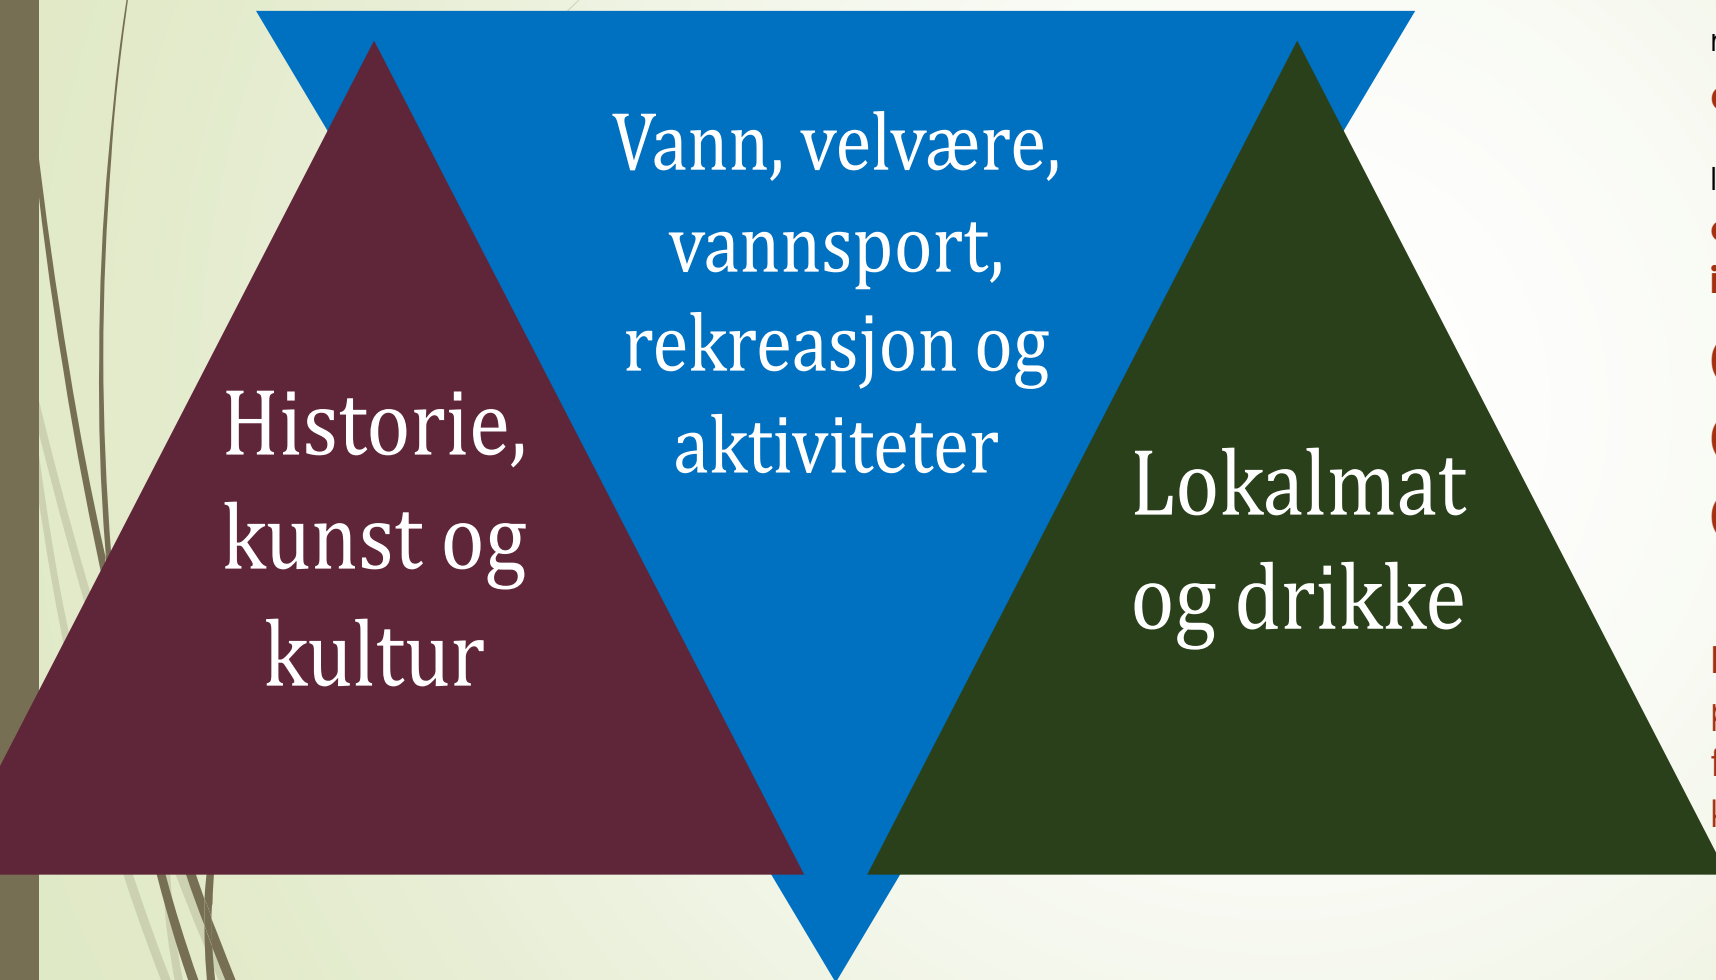 Historie,
kunst og
kultur
Vann, velvære,
vannsport,
rekreasjon og
aktiviteter
Lokalmat
og drikke